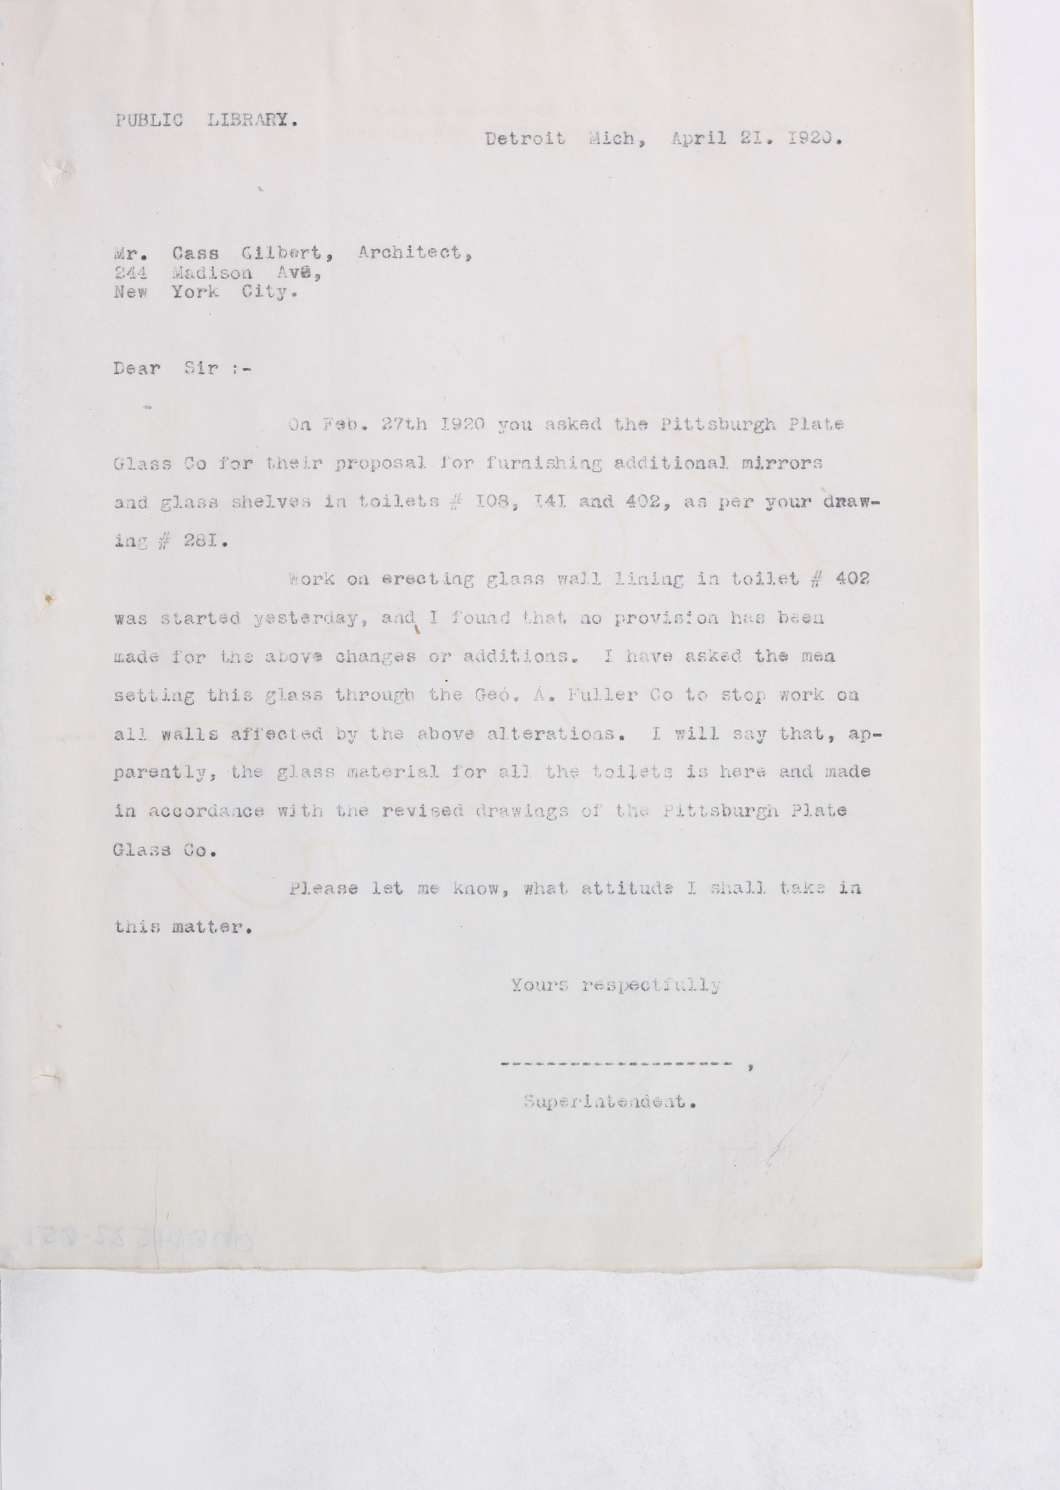 PUBLIC LIBRARY.
Detroit Mich, April 21. 1920.
Mr. Cass Gilbert, Architect,
244 Madison Ave,
New York City.
Dear Sir :-
On Feb. 27th 1920 you asked the Pittsburgh Plate
Glass Co for their proposal for furnishing additional mirrors
and glass shelves in toilets # 108, 141 and 402, as per your draw-
ing # 281.
Work on erecting glass wall lining in toilet # 402
was started yesterday, and I found that no provision has been
made for the above changes or additions. I have asked the men
setting this glass through the Geo. A. Fuller Co to stop work on
all walls affected by the above alterations. I will say that, ap-
parently, the glass material for all the toilets is here and made
in accordance with the revised drawings of the Pittsburgh Plate
Glass Co.
Please let me know, what attitude I shall take in
this matter.
Yours respectfully
-------------------- ,
Superintendent.